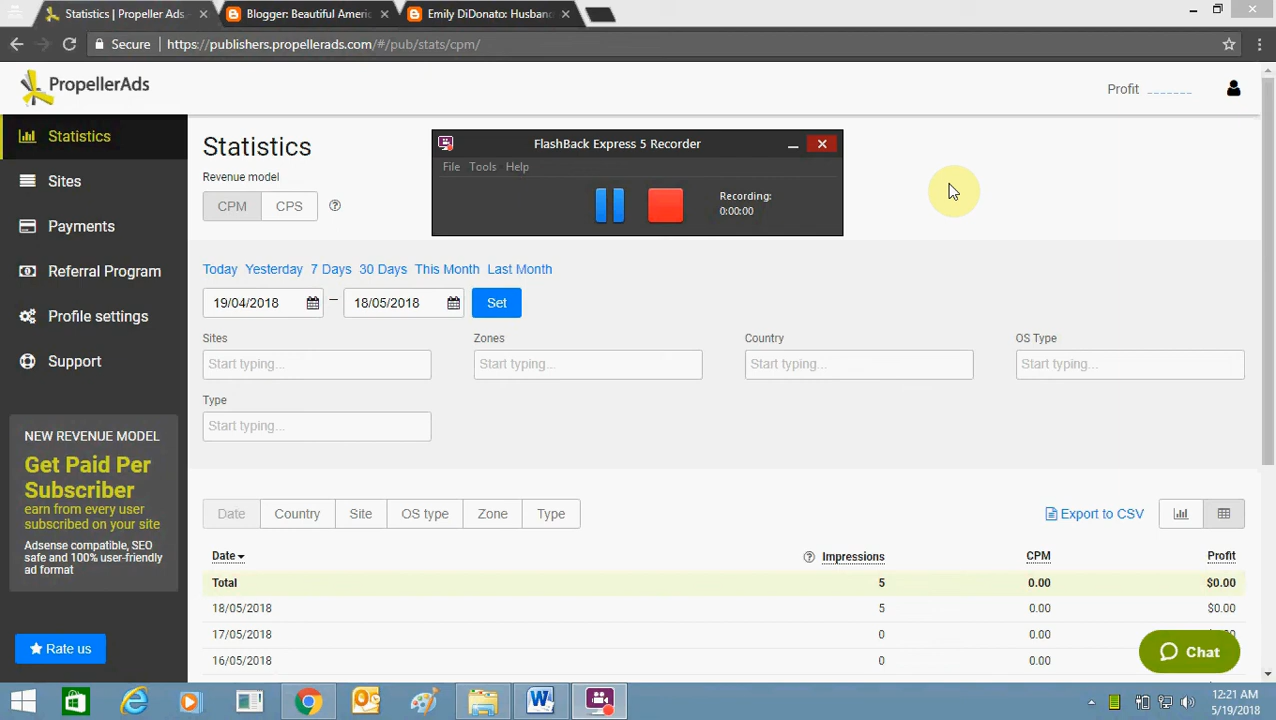 Statistics | PropellerAds
Blogger: Beautiful Americ
Emily DiDonato: Husband
Secure
https://publishers.propellerads.com/#/pub/stats/cpm/
PropellerAds
Profit
Statistics
Sites
Payments
Referral Program
Profile settings
Support
NEW REVENUE MODEL
Get Paid Per
Subscriber
earn from every user
subscribed on your site
Adsense compatible, SEO
safe and 100% user-friendly
ad format
Rate us
Statistics
Revenue model
CPM CPS
FlashBack Express 5 Recorder
File Tools Help
Recording:
0:00:00
Today Yesterday 7 Days 30 Days This Month Last Month
19/04/2018 – 18/05/2018 Set
Sites Zones Country OS Type
Start typing... Start typing... Start typing... Start typing...
Type
Start typing...
Date Country Site OS type Zone Type Export to CSV
Date Impressions CPM Profit
Total 5 0.00 $0.00
18/05/2018 5 0.00 $0.00
17/05/2018 0 0.00
16/05/2018 0 0.00
Chat
12:21 AM
5/19/2018